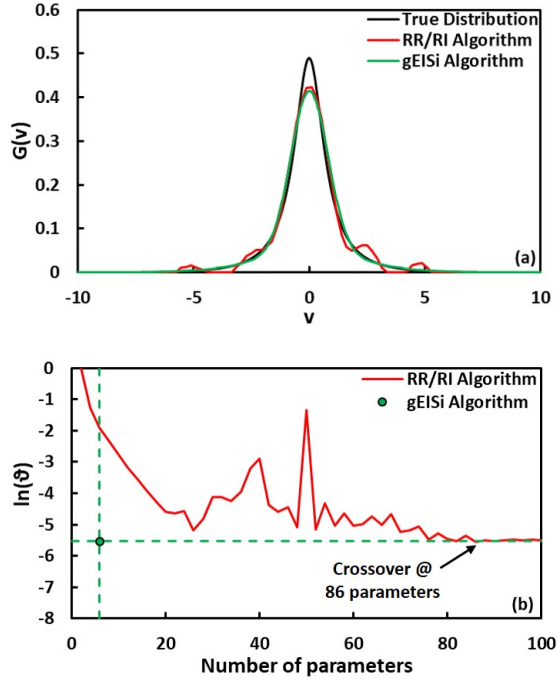 0.6
0.5
0.4
0.3
0.2
0.1
0
G(v)
True Distribution
RR/RI Algorithm
gEISi Algorithm
(a)
-10 -5 0 5 10
v
0
-1
-2
-3
-4
-5
-6
-7
-8
ln(ϑ)
RR/RI Algorithm
gEISi Algorithm
Crossover @
86 parameters
(b)
0 20 40 60 80 100
Number of parameters